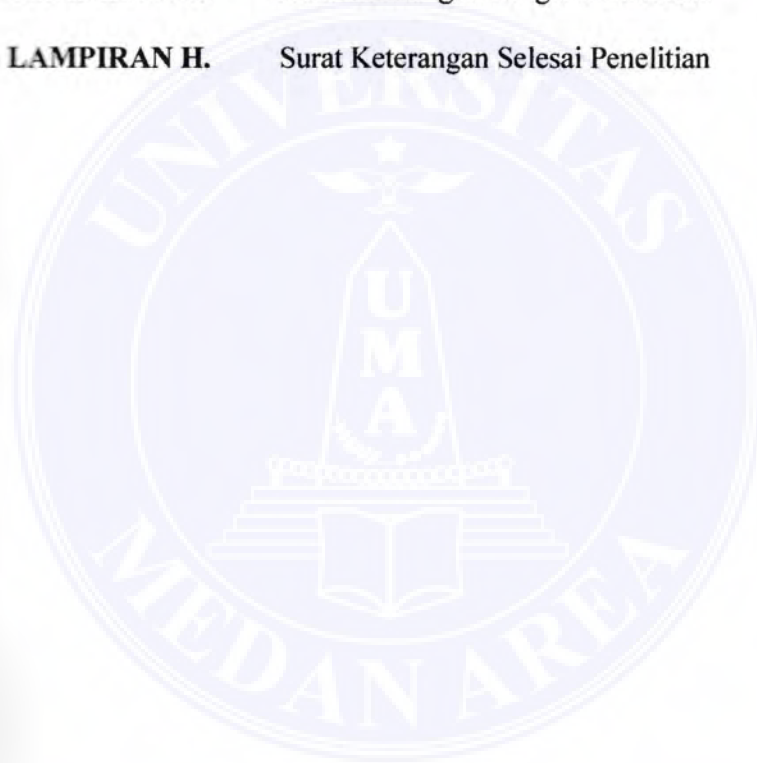 LAMPIRAN H. Surat Keterangan Selesai Penelitian
UNIVERSITAS
U
M
A
MEDAN AREA